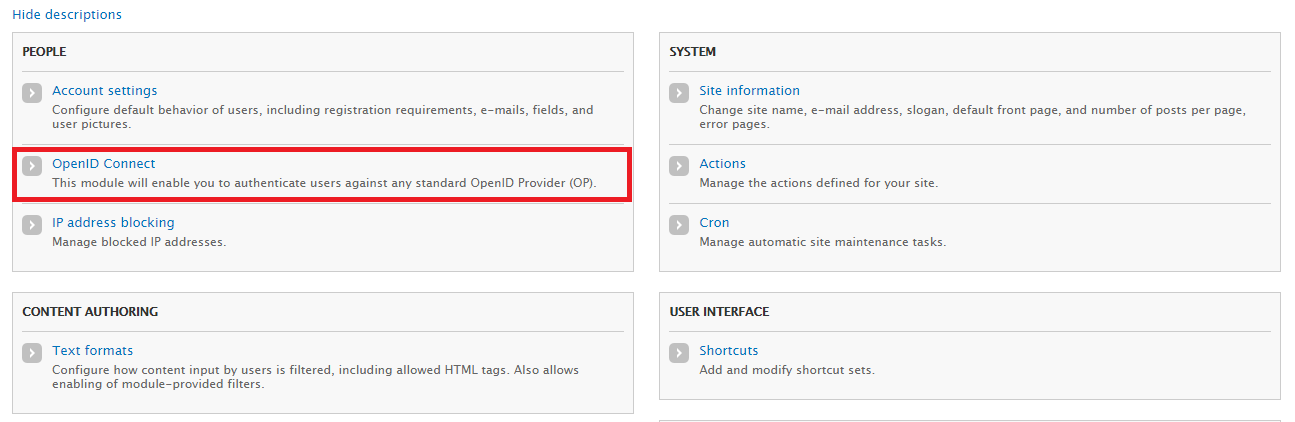 Hide descriptions
PEOPLE
Account settings
Configure default behavior of users, including registration requirements, e-mails, fields, and
user pictures.
OpenID Connect
This module will enable you to authenticate users against any standard OpenID Provider (OP).
IP address blocking
Manage blocked IP addresses.
SYSTEM
Site information
Change site name, e-mail address, slogan, default front page, and number of posts per page,
error pages.
Actions
Manage the actions defined for your site.
Cron
Manage automatic site maintenance tasks.
CONTENT AUTHORING
Text formats
Configure how content input by users is filtered, including allowed HTML tags. Also allows
enabling of module-provided filters.
USER INTERFACE
Shortcuts
Add and modify shortcut sets.